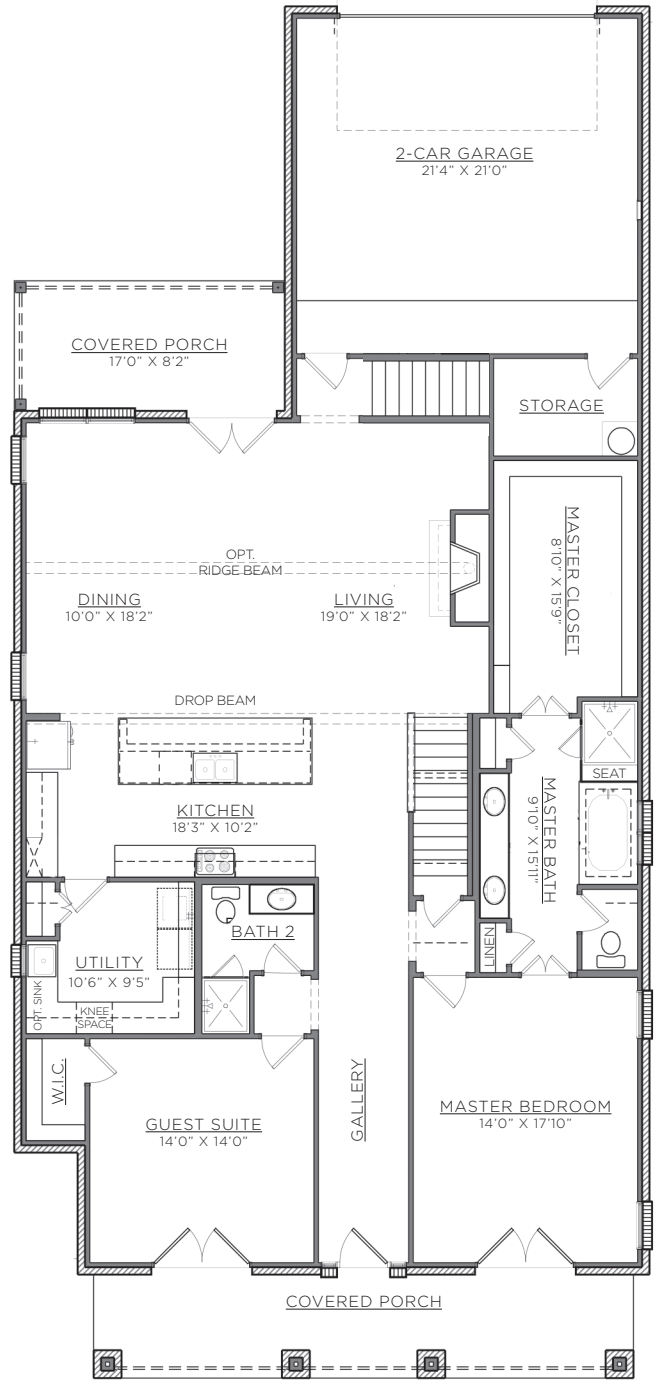 2-CAR GARAGE
21'4" X 21'0"
COVERED PORCH
17'0" X 8'2"
STORAGE
MASTER CLOSET
8'10" X 15'9"
OPT.
RIDGE BEAM
DINING
10'0" X 18'2"
LIVING
19'0" X 18'2"
DROP BEAM
SEAT
KITCHEN
18'3" X 10'2"
MASTER BATH
9'10" X 15'11"
BATH 2
LINEN
UTILITY
10'6" X 9'5"
OPT. SINK
KNEE
SPACE
W.I.C.
GUEST SUITE
14'0" X 14'0"
GALLERY
MASTER BEDROOM
14'0" X 17'10"
COVERED PORCH